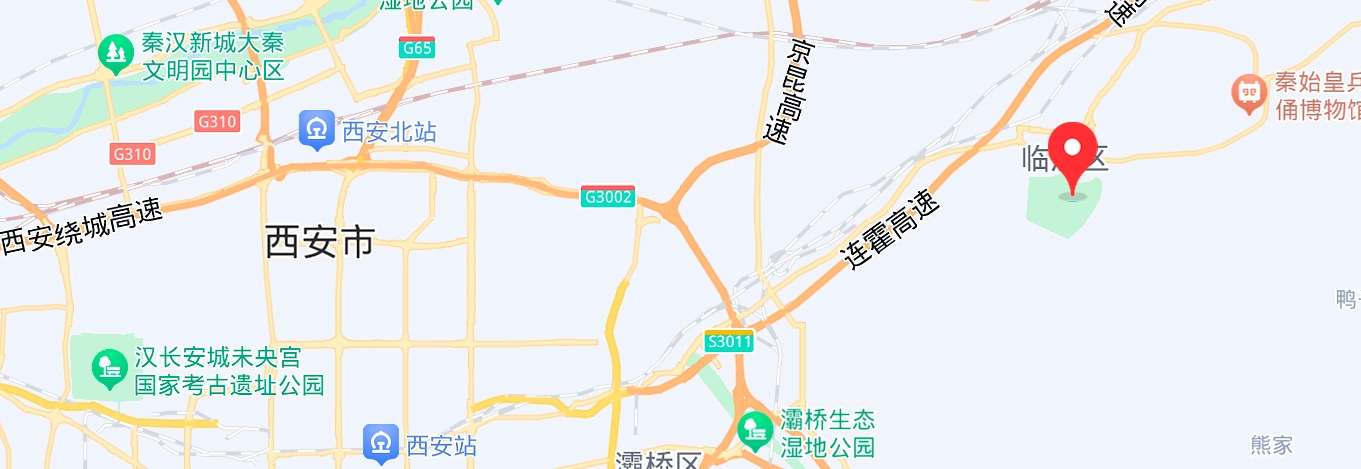 湿地公园
秦汉新城大秦
文明园中心区
G65
京昆高速
速
秦始皇兵
俑博物馆
G310
西安北站
G310
临
区
G3002
西安绕城高速
西安市
连霍高速
鸭
S3011
汉长安城未央宫
国家考古遗址公园
灞桥生态
湿地公园
西安站
灞桥区
熊家